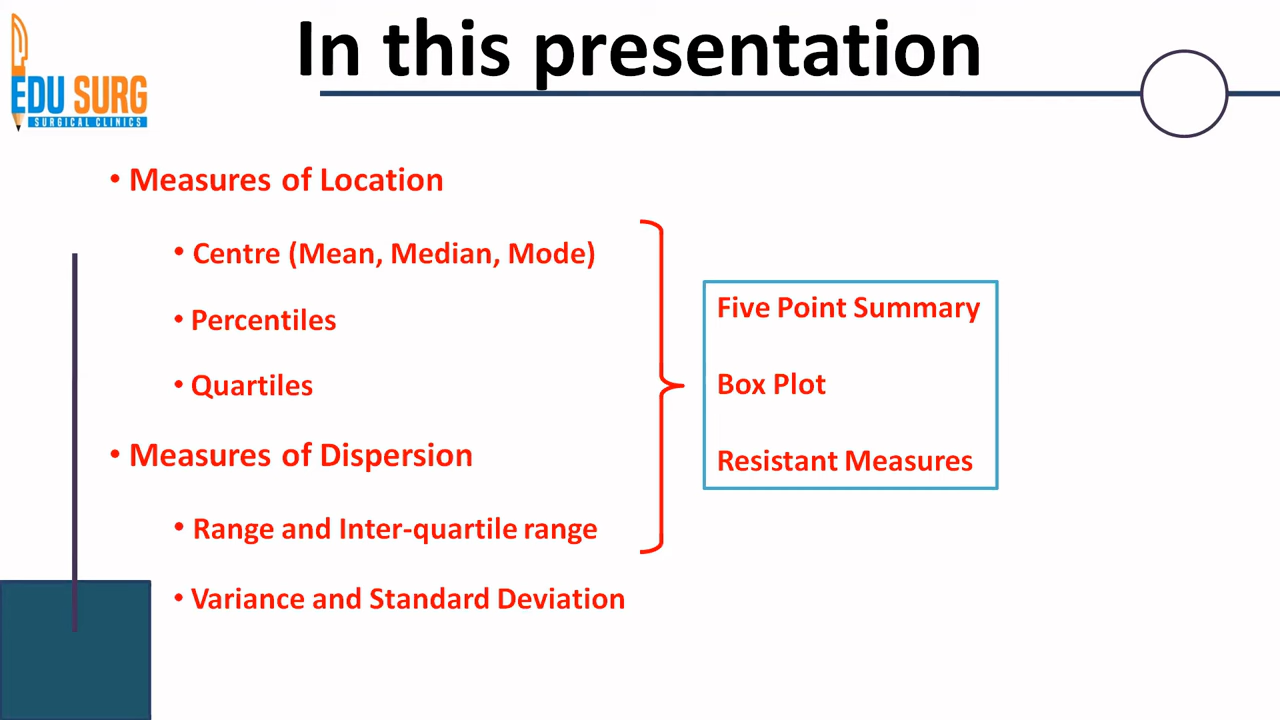 In this presentation
EDU SURG
SURGICAL CLINICS
• Measures of Location
• Centre (Mean, Median, Mode)
• Percentiles
• Quartiles
• Measures of Dispersion
• Range and Inter-quartile range
• Variance and Standard Deviation
Five Point Summary
Box Plot
Resistant Measures